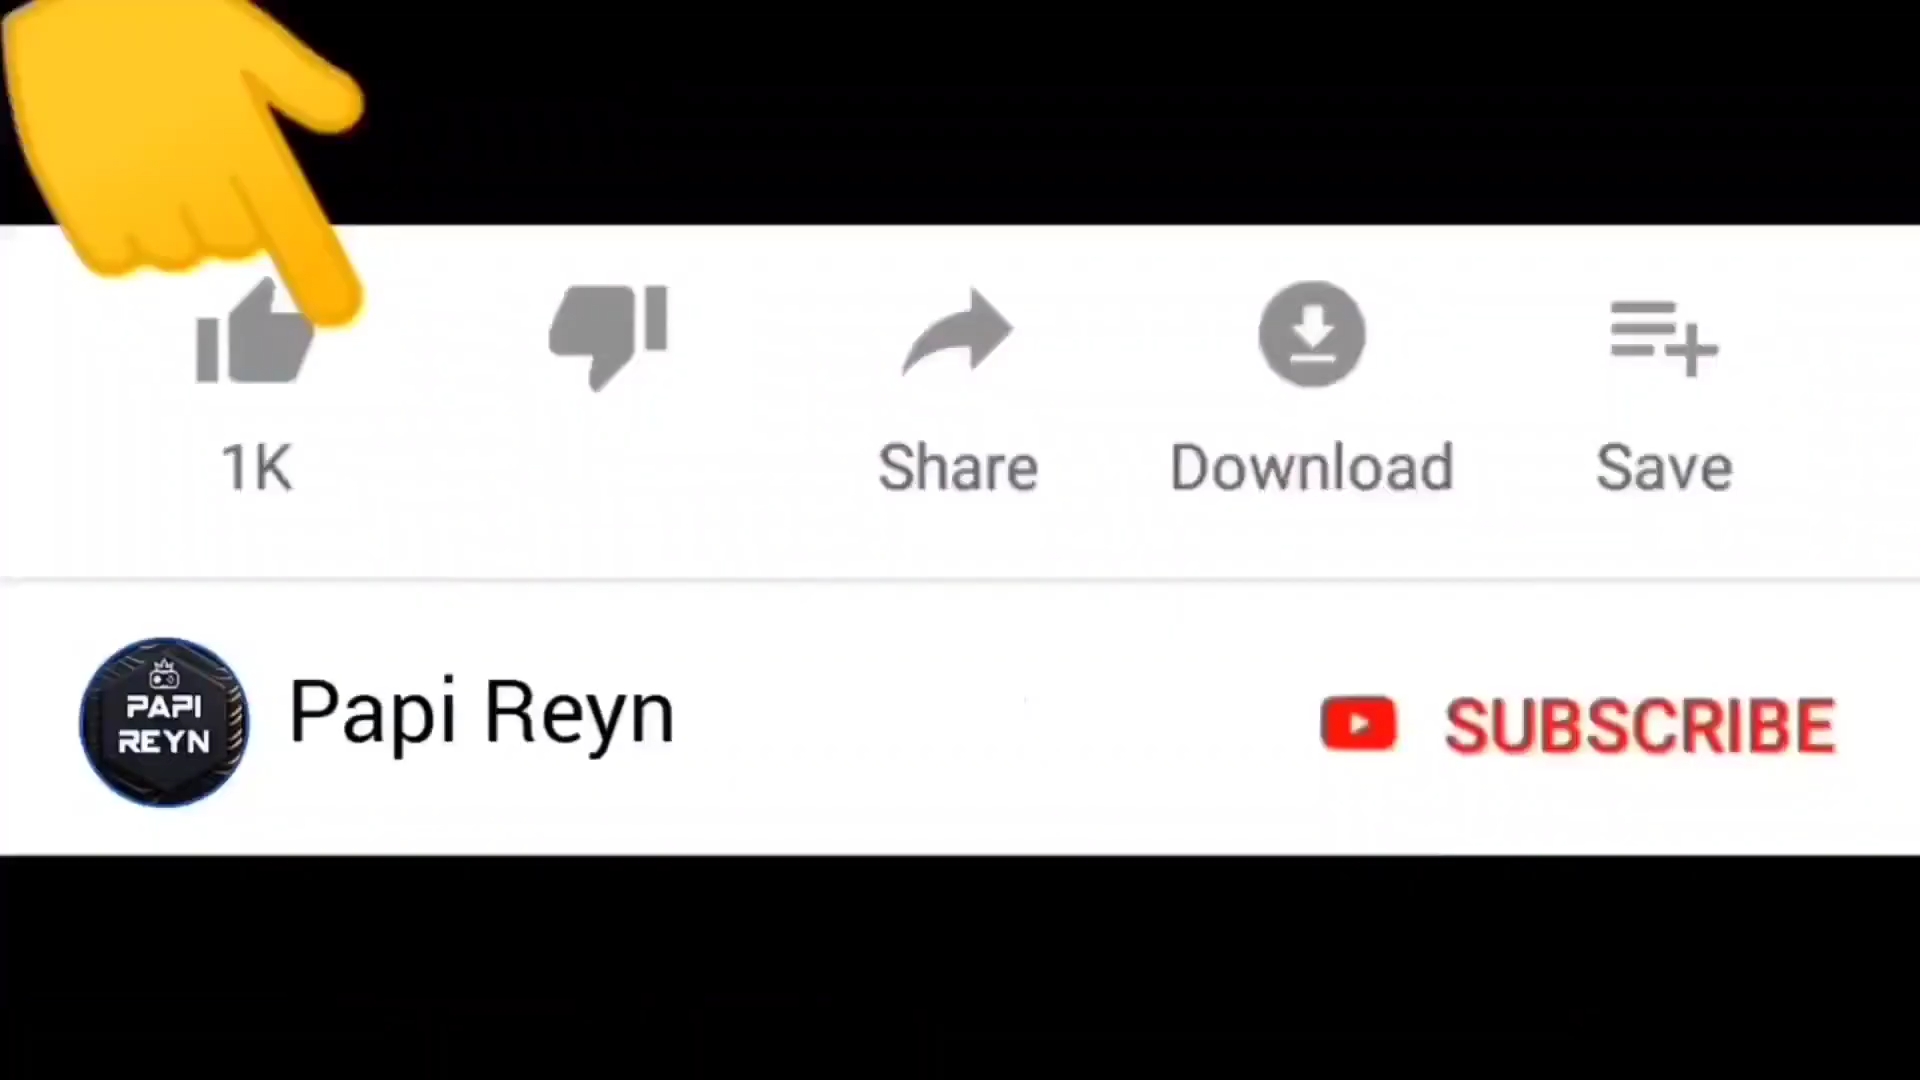 1K
Share
Download
Save
PAPI
REYN
Papi Reyn
SUBSCRIBE